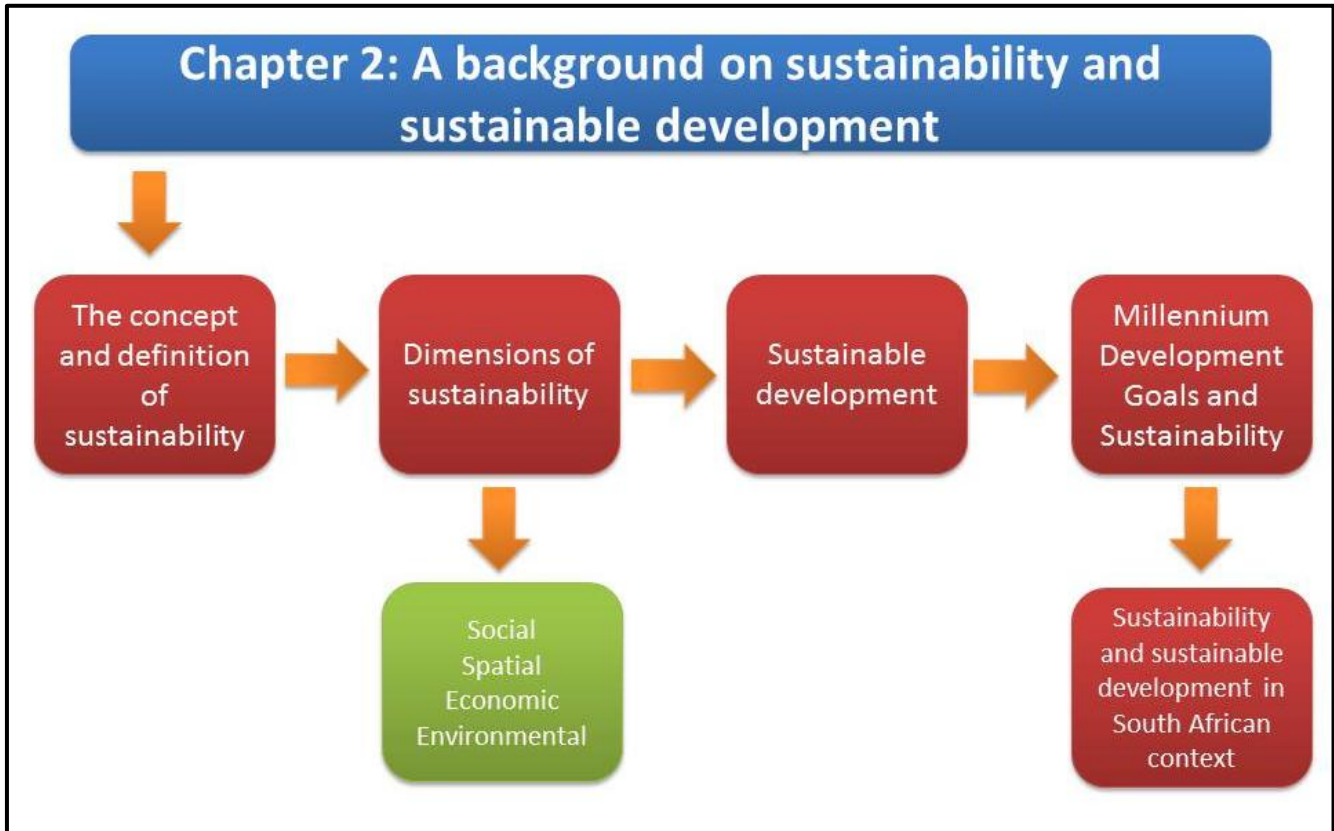 Chapter 2: A background on sustainability and
sustainable development
The concept
and definition
of
sustainability
Dimensions of
sustainability
Sustainable
development
Millennium
Development
Goals and
Sustainability
Social
Spatial
Economic
Environmental
Sustainability
and sustainable
development in
South African
context